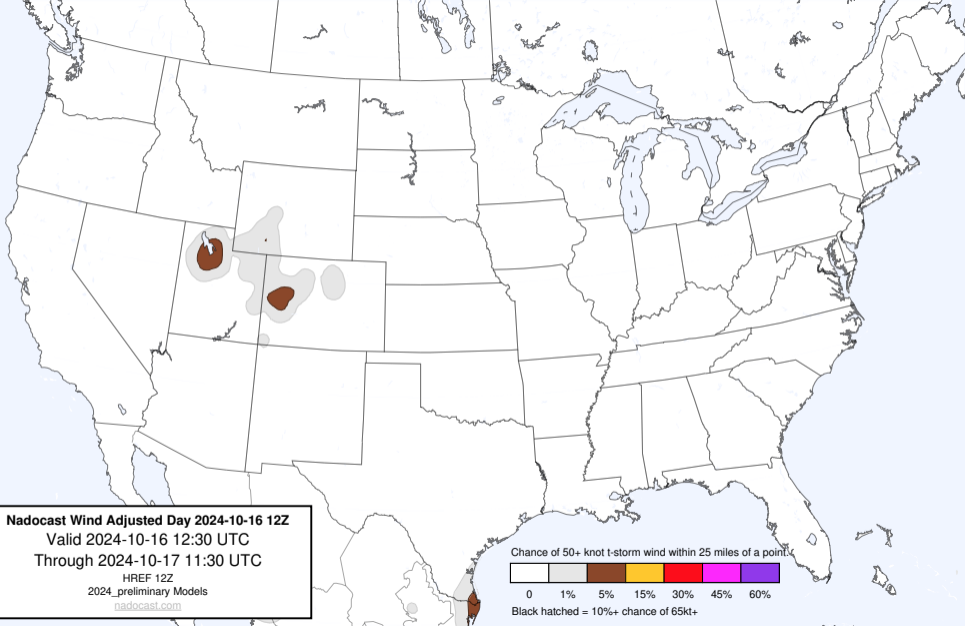 Nadocast Wind Adjusted Day 2024-10-16 12Z
Valid 2024-10-16 12:30 UTC
Through 2024-10-17 11:30 UTC
HREF 12Z
2024_preliminary Models
nadocast.com
Chance of 50+ knot t-storm wind within 25 miles of a point.
0 1% 5% 15% 30% 45% 60%
Black hatched = 10%+ chance of 65kt+